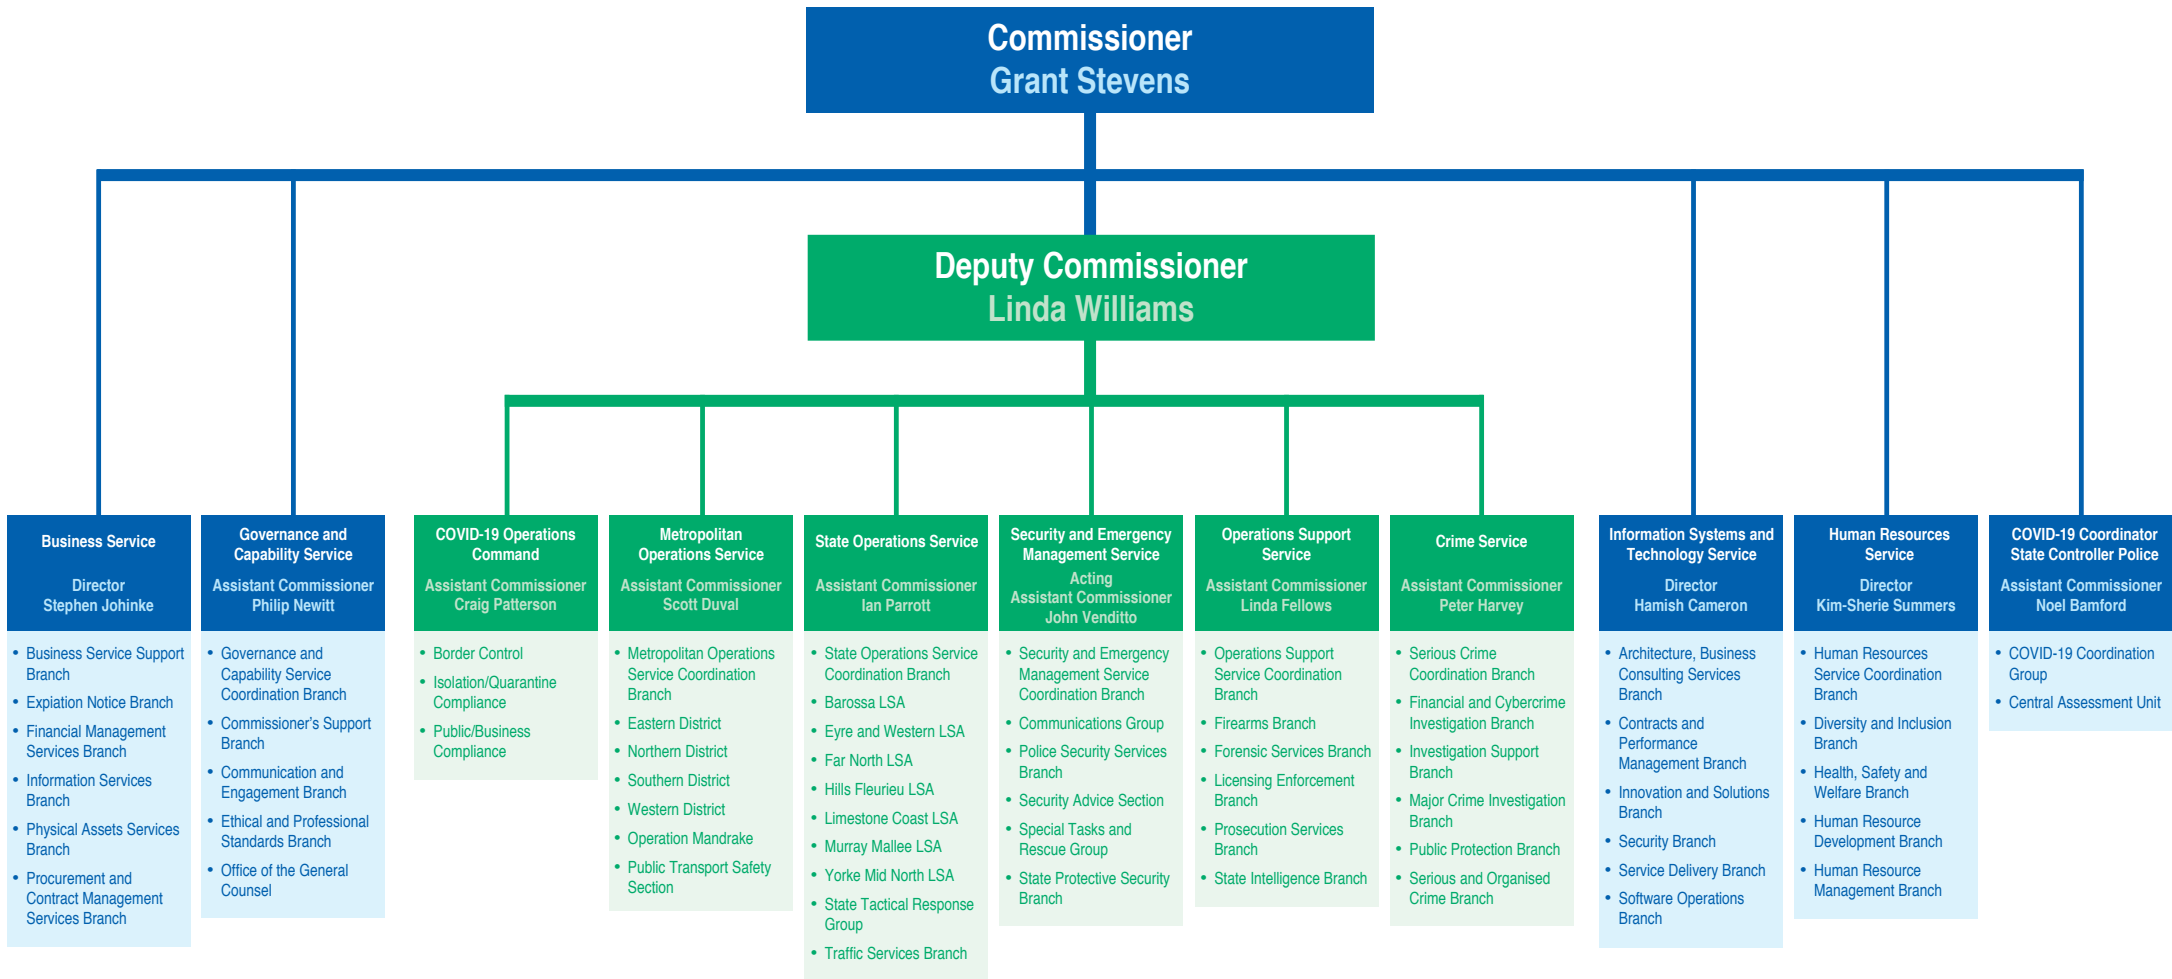 Commissioner
Grant Stevens
Deputy Commissioner
Linda Williams
Business Service
Director
Stephen Johinke
• Business Service Support
Branch
• Expiation Notice Branch
• Financial Management
Services Branch
• Information Services
Branch
• Physical Assets Services
Branch
• Procurement and
Contract Management
Services Branch
Governance and
Capability Service
Assistant Commissioner
Philip Newitt
• Governance and
Capability Service
Coordination Branch
• Commissioner’s Support
Branch
• Communication and
Engagement Branch
• Ethical and Professional
Standards Branch
• Office of the General
Counsel
COVID-19 Operations
Command
Assistant Commissioner
Craig Patterson
• Border Control
• Isolation/Quarantine
Compliance
• Public/Business
Compliance
Metropolitan
Operations Service
Assistant Commissioner
Scott Duval
• Metropolitan Operations
Service Coordination
Branch
• Eastern District
• Northern District
• Southern District
• Western District
• Operation Mandrake
• Public Transport Safety
Section
State Operations Service
Assistant Commissioner
Ian Parrott
• State Operations Service
Coordination Branch
• Barossa LSA
• Eyre and Western LSA
• Far North LSA
• Hills Fleurieu LSA
• Limestone Coast LSA
• Murray Mallee LSA
• Yorke Mid North LSA
• State Tactical Response
Group
• Traffic Services Branch
Security and Emergency
Management Service
Acting
Assistant Commissioner
John Venditto
• Security and Emergency
Management Service
Coordination Branch
• Communications Group
• Police Security Services
Branch
• Security Advice Section
• Special Tasks and
Rescue Group
• State Protective Security
Branch
Operations Support
Service
Assistant Commissioner
Linda Fellows
• Operations Support
Service Coordination
Branch
• Firearms Branch
• Forensic Services Branch
• Licensing Enforcement
Branch
• Prosecution Services
Branch
• State Intelligence Branch
Crime Service
Assistant Commissioner
Peter Harvey
• Serious Crime
Coordination Branch
• Financial and Cybercrime
Investigation Branch
• Investigation Support
Branch
• Major Crime Investigation
Branch
• Public Protection Branch
• Serious and Organised
Crime Branch
Information Systems and
Technology Service
Director
Hamish Cameron
• Architecture, Business
Consulting Services
Branch
• Contracts and
Performance
Management Branch
• Innovation and Solutions
Branch
• Security Branch
• Service Delivery Branch
• Software Operations
Branch
Human Resources
Service
Director
Kim-Sherie Summers
• Human Resources
Service Coordination
Branch
• Diversity and Inclusion
Branch
• Health, Safety and
Welfare Branch
• Human Resource
Development Branch
• Human Resource
Management Branch
COVID-19 Coordinator
State Controller Police
Assistant Commissioner
Noel Bamford
• COVID-19 Coordination
Group
• Central Assessment Unit